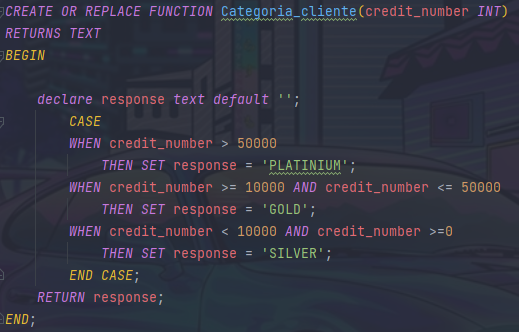 CREATE OR REPLACE FUNCTION Categoria_cliente(credit_number INT)
RETURNS TEXT
BEGIN
declare response text default '';
CASE
WHEN credit_number > 50000
THEN SET response = 'PLATINIUM';
WHEN credit_number >= 10000 AND credit_number <= 50000
THEN SET response = 'GOLD';
WHEN credit_number < 10000 AND credit_number >=0
THEN SET response = 'SILVER';
END CASE;
RETURN response;
END;